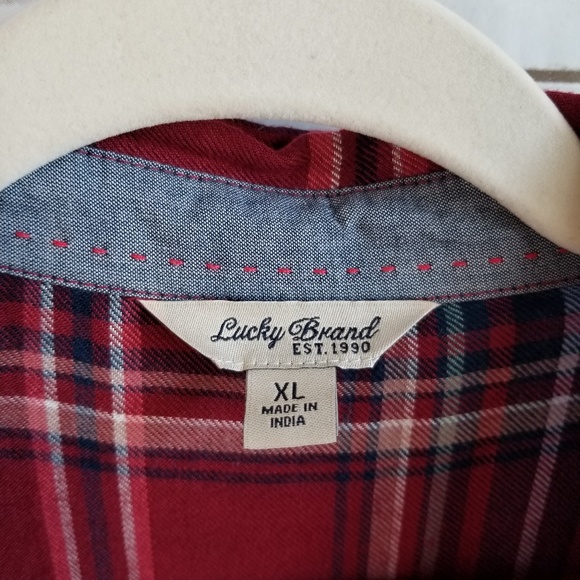 Lucky Brand
EST. 1990
XL
MADE IN
INDIA